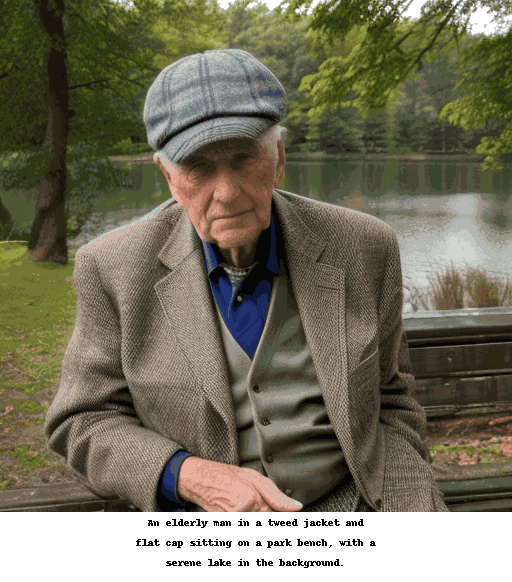 An elderly man in a tweed jacket and
flat cap sitting on a park bench, with a
serene lake in the background.